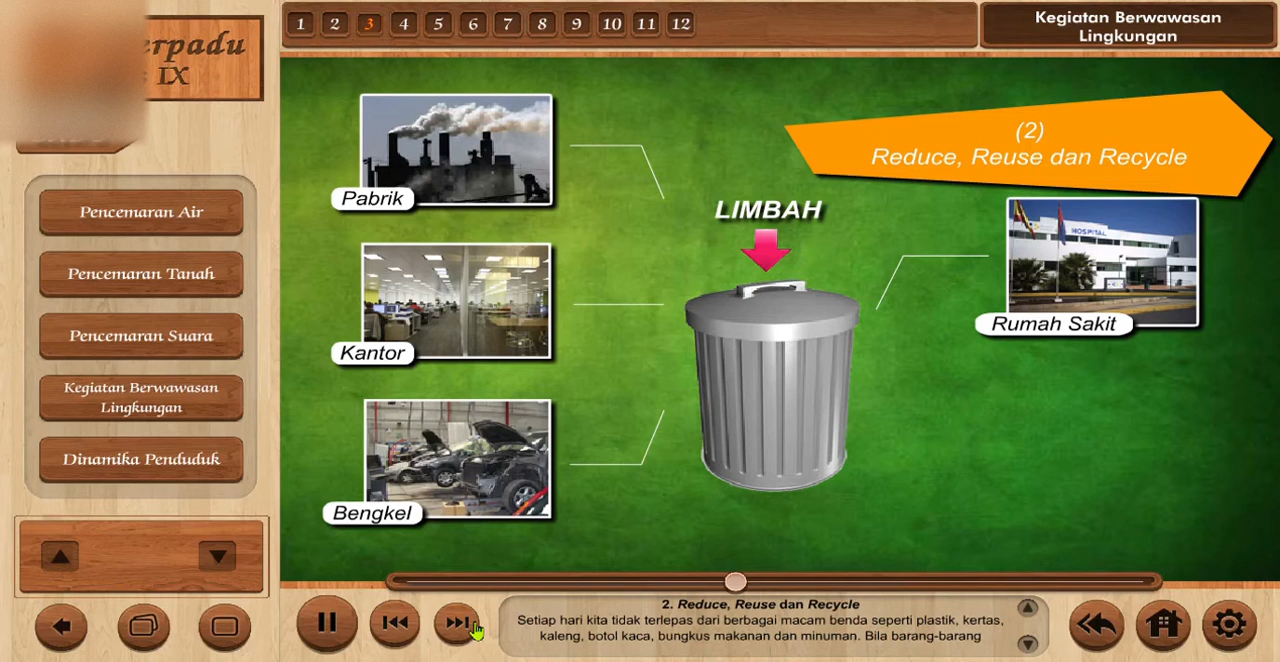 erpadu
IX
1 2 3 4 5 6 7 8 9 10 11 12
Kegiatan Berwawasan
Lingkungan
Pencemaran Air
Pencemaran Tanah
Pencemaran Suara
Kegiatan Berwawasan
Lingkungan
Dinamika Penduduk
(2)
Reduce, Reuse dan Recycle
Pabrik
Kantor
Bengkel
LIMBAH
HOSPITAL
Rumah Sakit
2. Reduce, Reuse dan Recycle
Setiap hari kita tidak terlepas dari berbagai macam benda seperti plastik, kertas,
kaleng, botol kaca, bungkus makanan dan minuman. Bila barang-barang